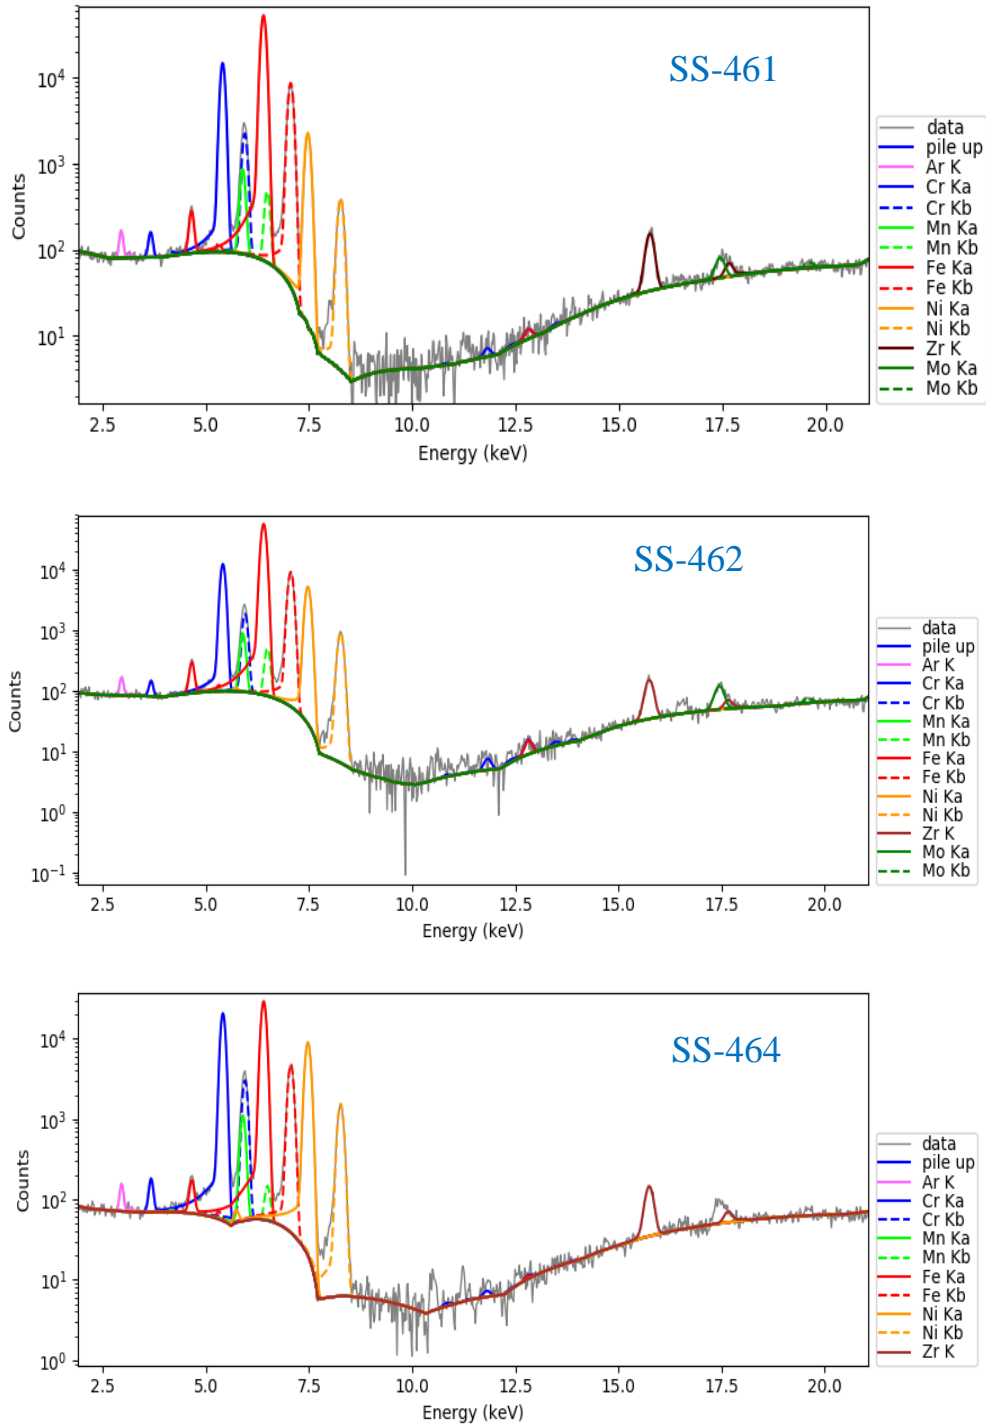 SS-461
10⁴
10³
10²
10¹
Counts
2.5 5.0 7.5 10.0 12.5 15.0 17.5 20.0
Energy (keV)
data
pile up
Ar K
Cr Ka
Cr Kb
Mn Ka
Mn Kb
Fe Ka
Fe Kb
Ni Ka
Ni Kb
Zr K
Mo Ka
Mo Kb
SS-462
10⁴
10³
10²
10¹
10⁰
10⁻¹
Counts
2.5 5.0 7.5 10.0 12.5 15.0 17.5 20.0
Energy (keV)
data
pile up
Ar K
Cr Ka
Cr Kb
Mn Ka
Mn Kb
Fe Ka
Fe Kb
Ni Ka
Ni Kb
Zr K
Mo Ka
Mo Kb
SS-464
10⁴
10³
10²
10¹
10⁰
Counts
2.5 5.0 7.5 10.0 12.5 15.0 17.5 20.0
Energy (keV)
data
pile up
Ar K
Cr Ka
Cr Kb
Mn Ka
Mn Kb
Fe Ka
Fe Kb
Ni Ka
Ni Kb
Zr K